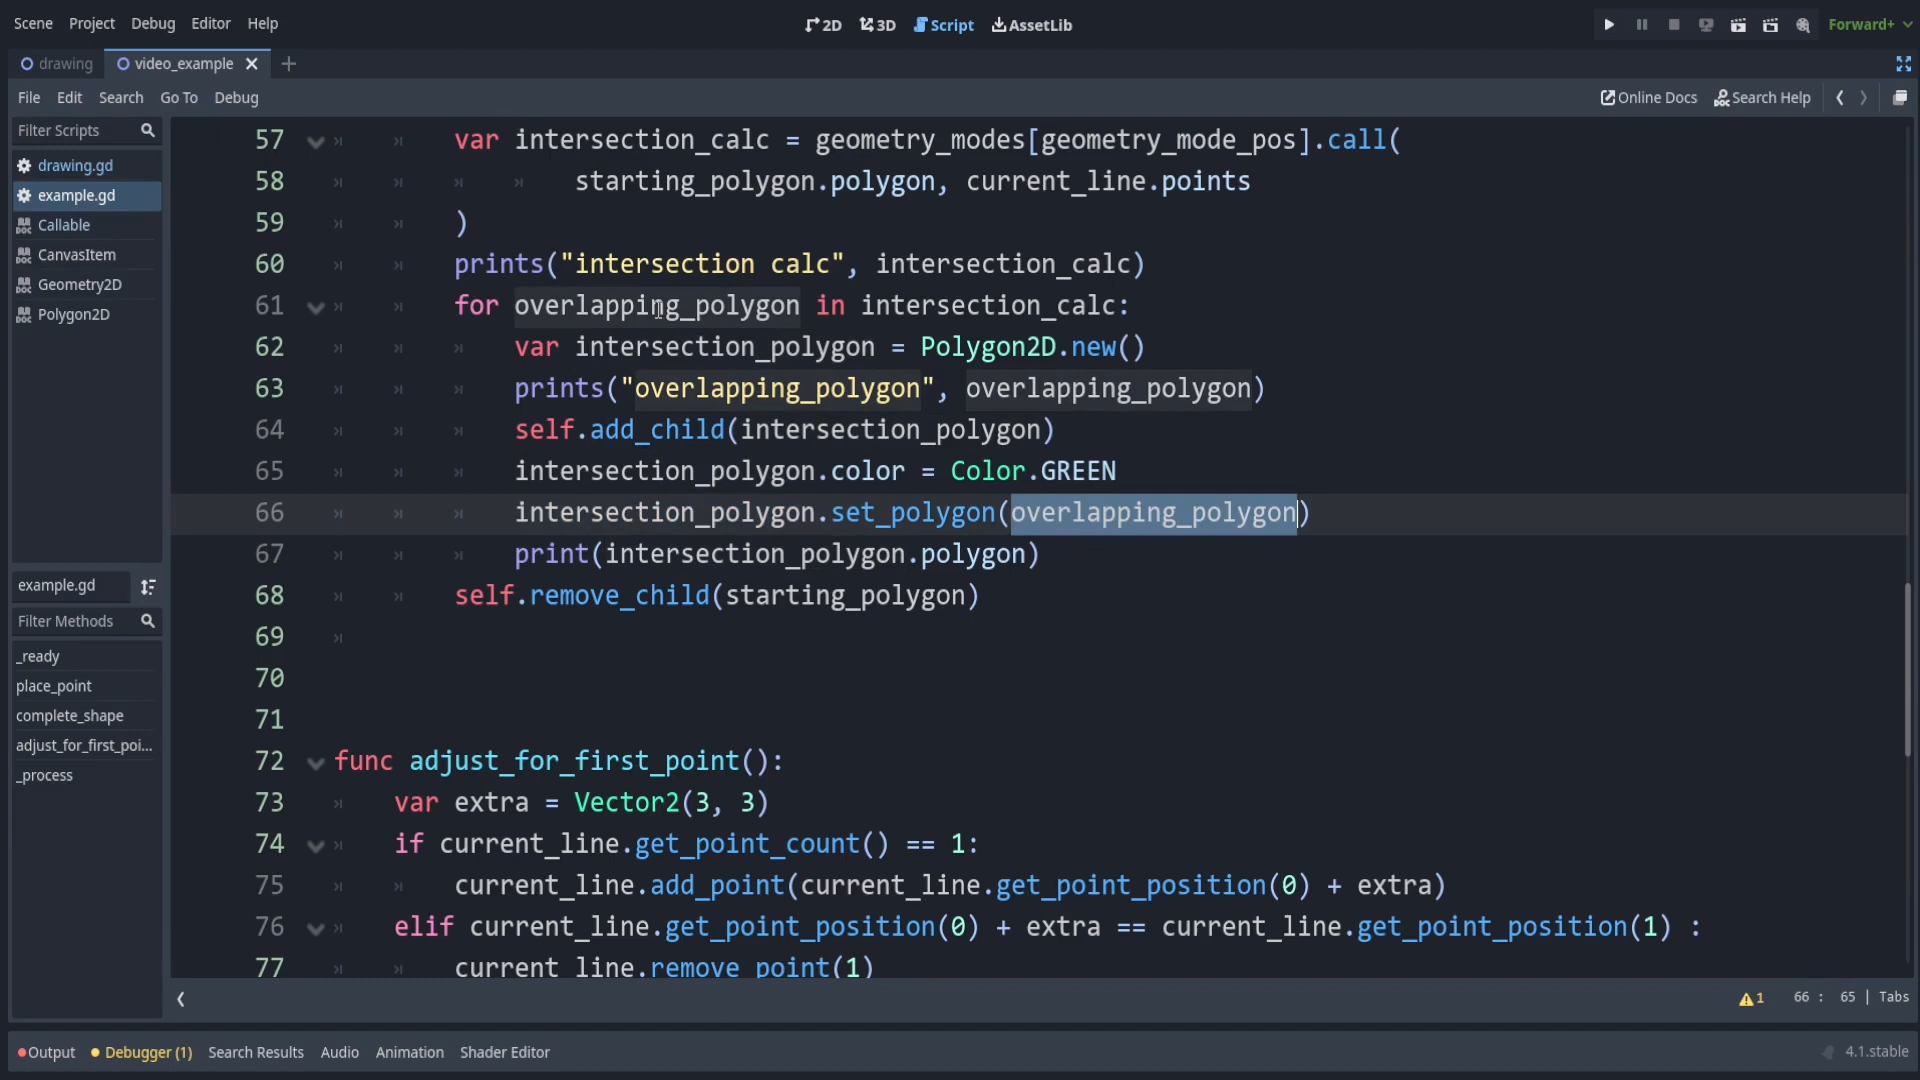 Scene Project Debug Editor Help
2D 3D Script AssetLib
Forward+
drawing video_example
File Edit Search Go To Debug
Online Docs Search Help
Filter Scripts
drawing.gd
example.gd
Callable
CanvasItem
Geometry2D
Polygon2D
example.gd
Filter Methods
_ready
place_point
complete_shape
adjust_for_first_poi...
_process
57 var intersection_calc = geometry_modes[geometry_mode_pos].call(
58 starting_polygon.polygon, current_line.points
59 )
60 prints("intersection calc", intersection_calc)
61 for overlapping_polygon in intersection_calc:
62 var intersection_polygon = Polygon2D.new()
63 prints("overlapping_polygon", overlapping_polygon)
64 self.add_child(intersection_polygon)
65 intersection_polygon.color = Color.GREEN
66 intersection_polygon.set_polygon(overlapping_polygon)
67 print(intersection_polygon.polygon)
68 self.remove_child(starting_polygon)
69
70
71
72 func adjust_for_first_point():
73 var extra = Vector2(3, 3)
74 if current_line.get_point_count() == 1:
75 current_line.add_point(current_line.get_point_position(0) + extra)
76 elif current_line.get_point_position(0) + extra == current_line.get_point_position(1) :
77 current_line.remove_point(1)
1 66 : 65 | Tabs
Output Debugger (1) Search Results Audio Animation Shader Editor
4.1.stable